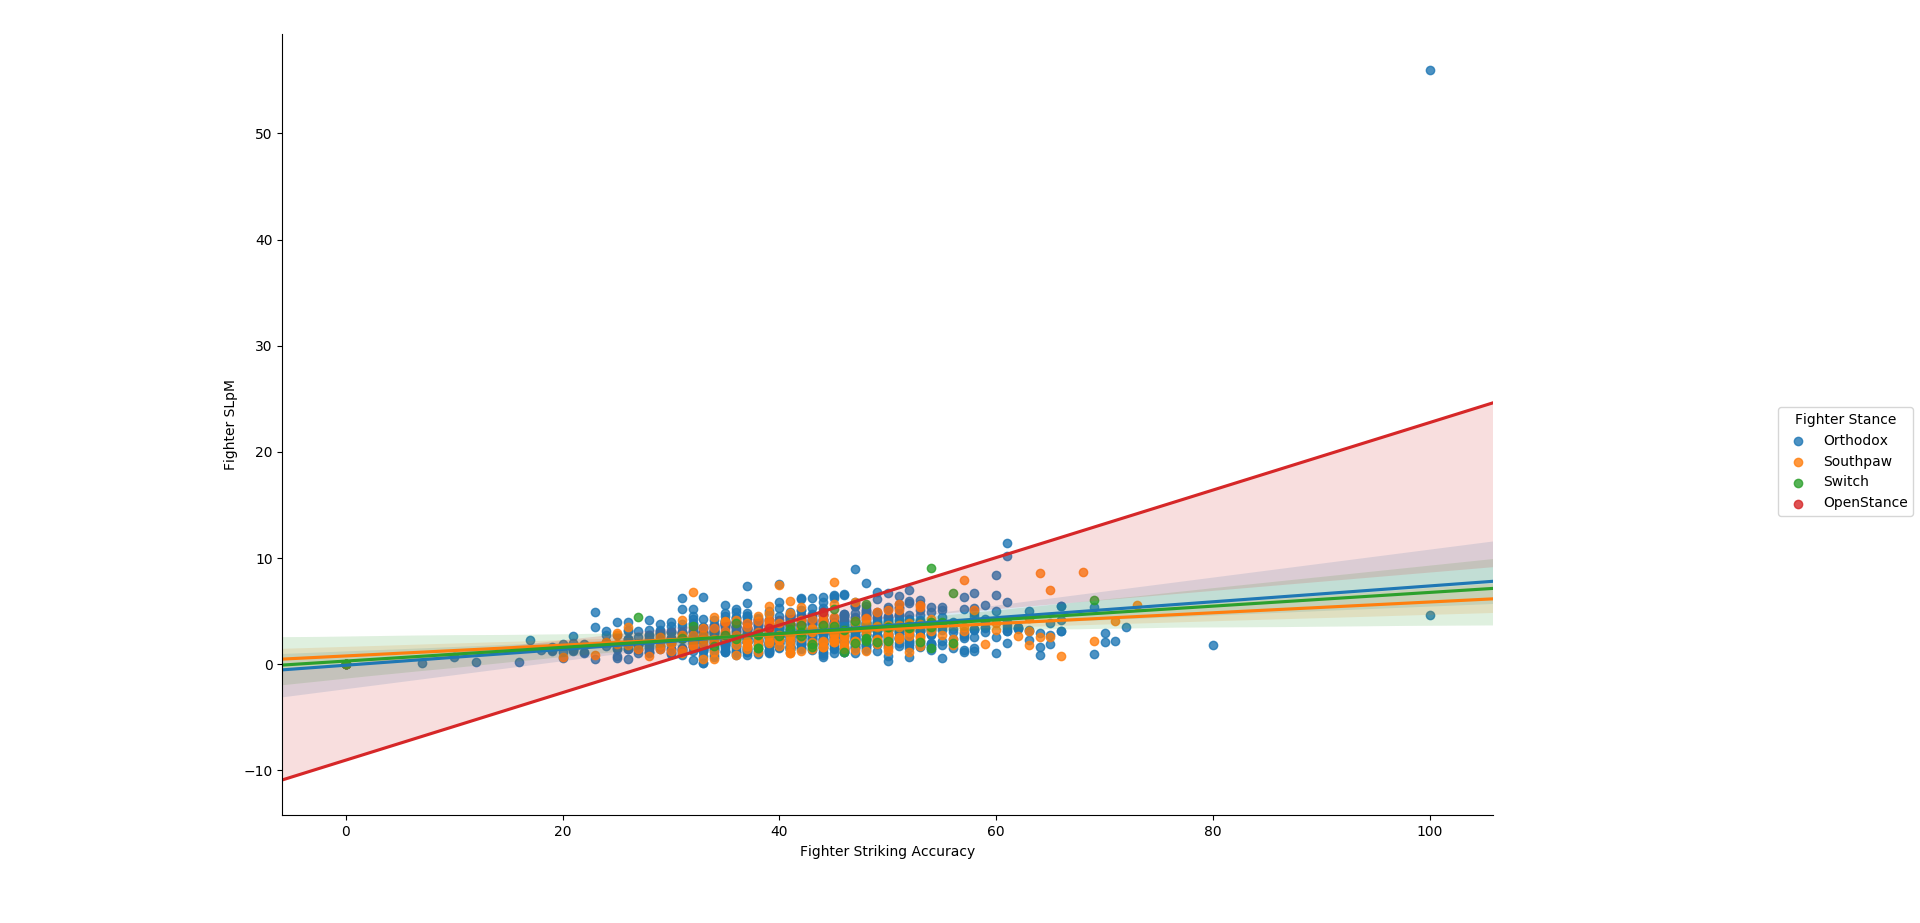 50
40
30
20
10
0
−10
Fighter SLpM
0 20 40 60 80 100
Fighter Striking Accuracy
Fighter Stance
Orthodox
Southpaw
Switch
OpenStance